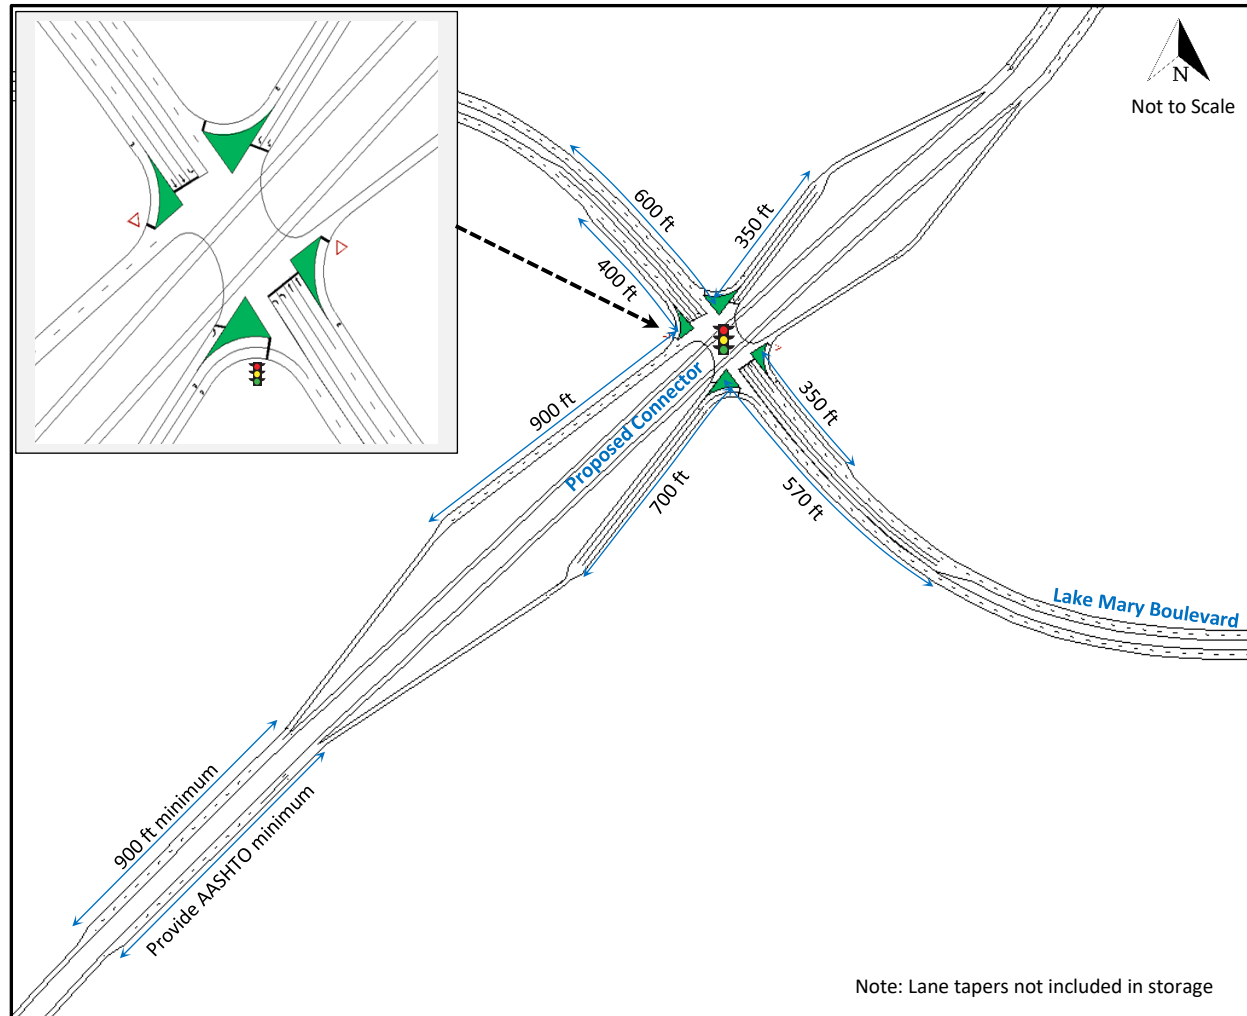 N
Not to Scale
600 ft
350 ft
400 ft
900 ft
Proposed Connector
350 ft
700 ft
570 ft
Lake Mary Boulevard
900 ft minimum
Provide AASHTO minimum
Note: Lane tapers not included in storage